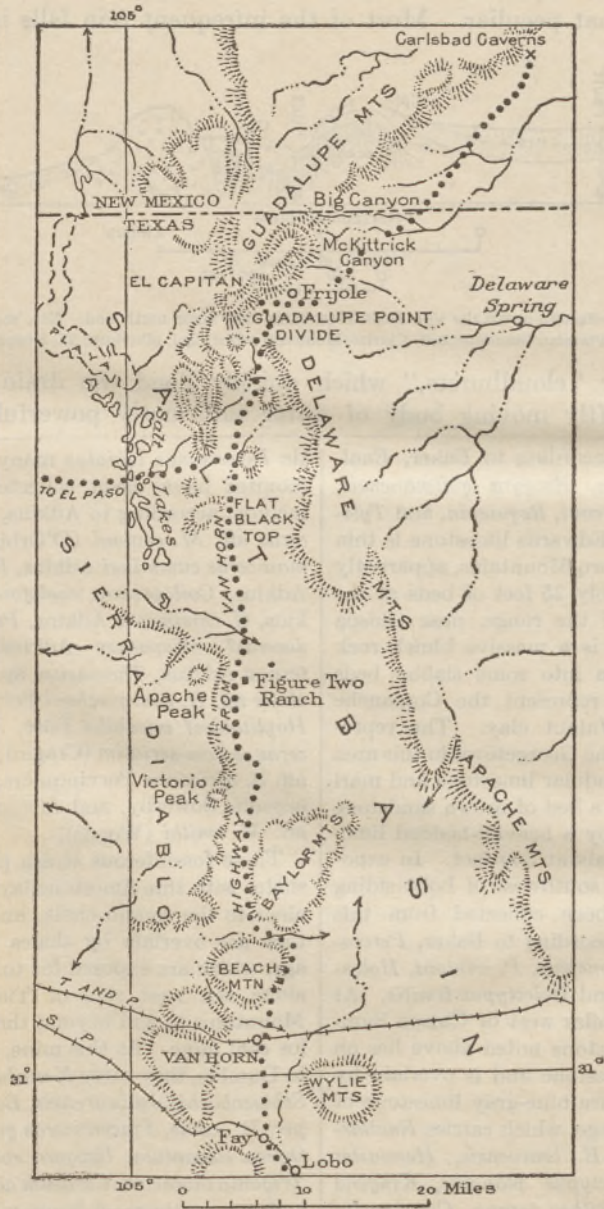 105°
Carlsbad Caverns
GUADALUPE MTS
NEW MEXICO
TEXAS
Big Canyon
McKittrick
Canyon
EL CAPITAN
Frijole
Delaware
Spring
GUADALUPE POINT
DIVIDE
PLAYA
Salt Lakes
SALT BASIN
DELAWARE MTS
TO EL PASO
FLAT
BLACK
TOP
HIGHWAY FROM VAN HORN
SIERRA DIABLO
Figure Two
Ranch
Apache
Peak
Victorio
Peak
BAYLOR MTS
APACHE MTS
BEACH
MTN
T. AND P.
S. P.
VAN HORN
31°
31°
WYLIE
MTS
Fay
Lobo
105°
0 10 20 Miles